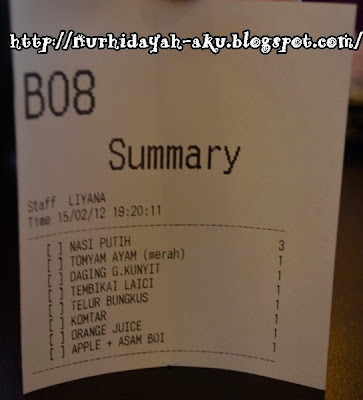 http://nurhidayah-aku.blogspot.com/
B08
Summary
Staff LIYANA
Time 15/02/12 19:20:11
[ ] NASI PUTIH 3
[ ] TOMYAM AYAM (merah) 1
[ ] DAGING G.KUNYIT 1
[ ] TEMBIKAI LAICI 1
[ ] TELUR BUNGKUS 1
[ ] KOMTAR 1
[ ] ORANGE JUICE 1
[ ] APPLE + ASAM BOI 1